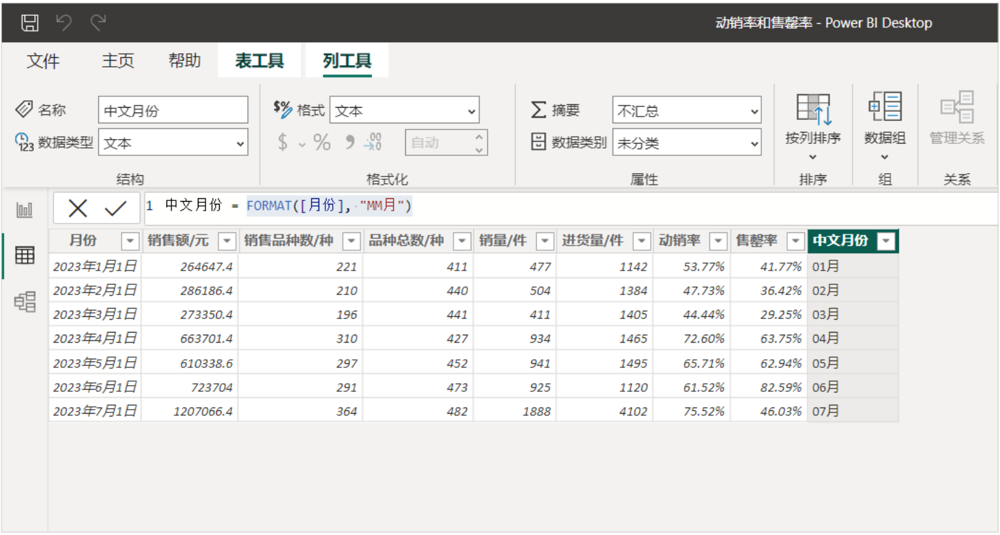 动销率和售罄率 - Power BI Desktop
文件 主页 帮助 表工具 列工具
名称 中文月份 $% 格式 文本 摘要 不汇总
123 数据类型 文本 $ % 9 .00 →.0 自动 数据类别 未分类 按列排序 数据组 管理关系
结构 格式化 属性 排序 组 关系
1 中文月份 = FORMAT([月份], "MM月")
月份 销售额/元 销售品种数/种 品种总数/种 销量/件 进货量/件 动销率 售罄率 中文月份
2023年1月1日 264647.4 221 411 477 1142 53.77% 41.77% 01月
2023年2月1日 286186.4 210 440 504 1384 47.73% 36.42% 02月
2023年3月1日 273350.4 196 441 411 1405 44.44% 29.25% 03月
2023年4月1日 663701.4 310 427 934 1465 72.60% 63.75% 04月
2023年5月1日 610338.6 297 452 941 1495 65.71% 62.94% 05月
2023年6月1日 723704 291 473 925 1120 61.52% 82.59% 06月
2023年7月1日 1207066.4 364 482 1888 4102 75.52% 46.03% 07月